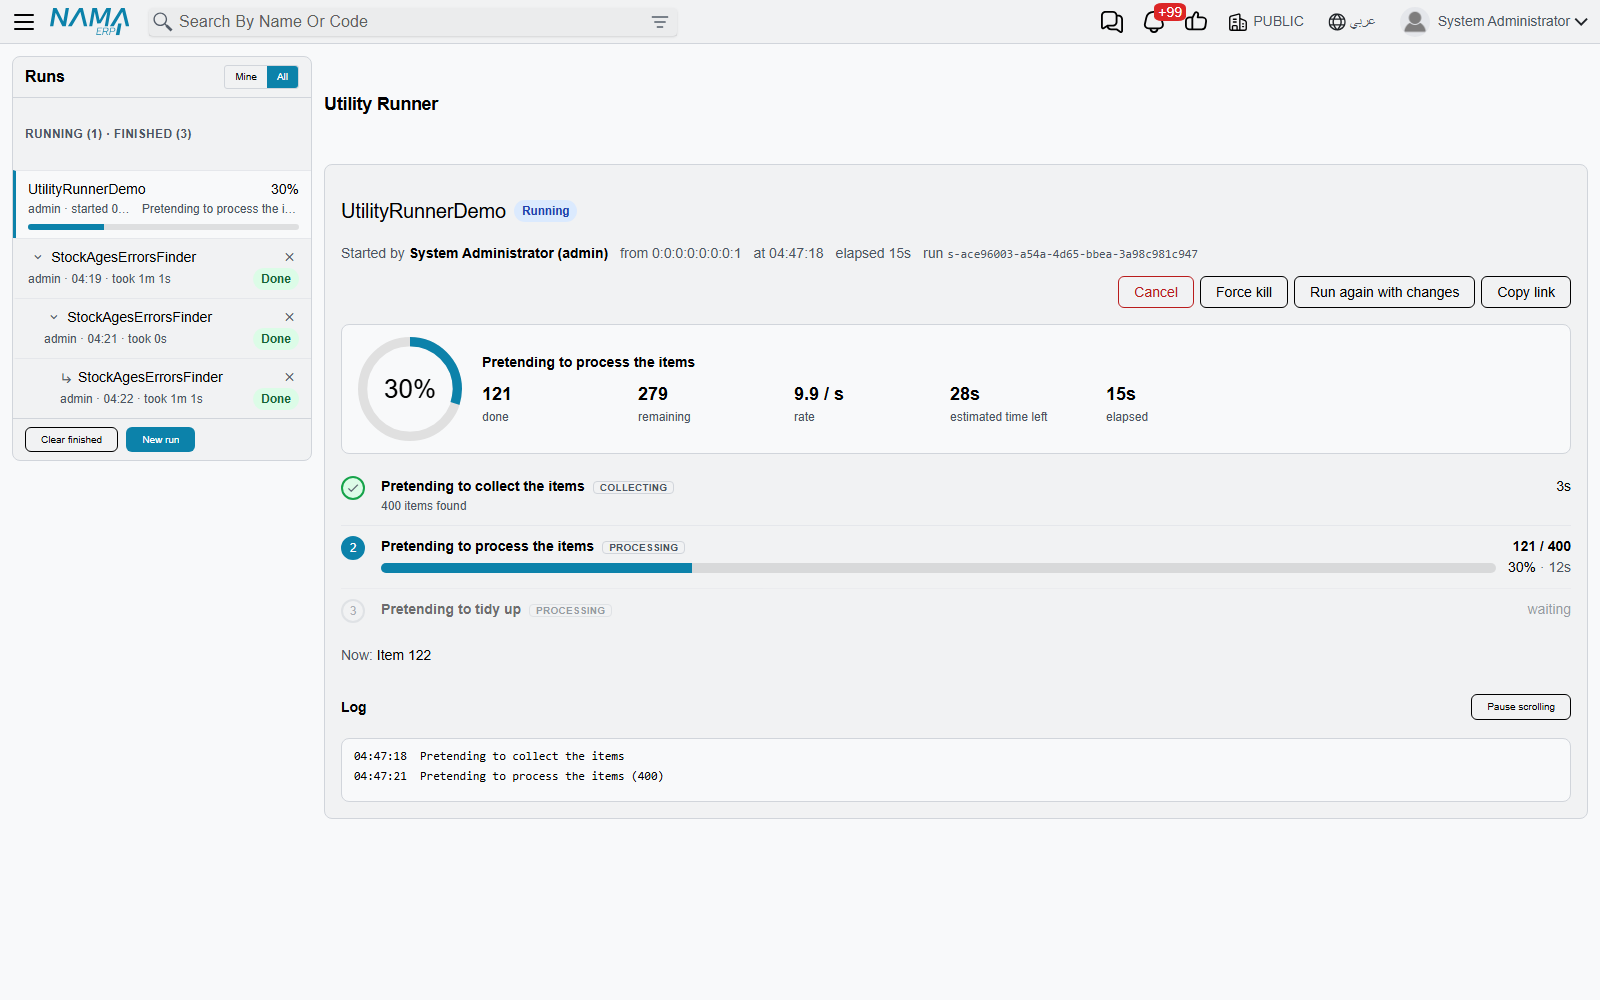 NAMA
ERP
Search By Name Or Code
+99
PUBLIC
عربي
System Administrator
Runs
Mine
All
RUNNING (1) · FINISHED (3)
UtilityRunnerDemo
30%
admin · started 0…
Pretending to process the i…
StockAgesErrorsFinder
admin · 04:19 · took 1m 1s
Done
StockAgesErrorsFinder
admin · 04:21 · took 0s
Done
StockAgesErrorsFinder
admin · 04:22 · took 1m 1s
Done
Clear finished
New run
Utility Runner
UtilityRunnerDemo
Running
Started by System Administrator (admin) from 0:0:0:0:0:0:0:1 at 04:47:18 elapsed 15s run s-ace96003-a54a-4d65-bbea-3a98c981c947
Cancel
Force kill
Run again with changes
Copy link
30%
Pretending to process the items
121
279
9.9 / s
28s
15s
done
remaining
rate
estimated time left
elapsed
Pretending to collect the items
COLLECTING
3s
400 items found
2
Pretending to process the items
PROCESSING
121 / 400
30% · 12s
3
Pretending to tidy up
PROCESSING
waiting
Now: Item 122
Log
Pause scrolling
04:47:18 Pretending to collect the items
04:47:21 Pretending to process the items (400)